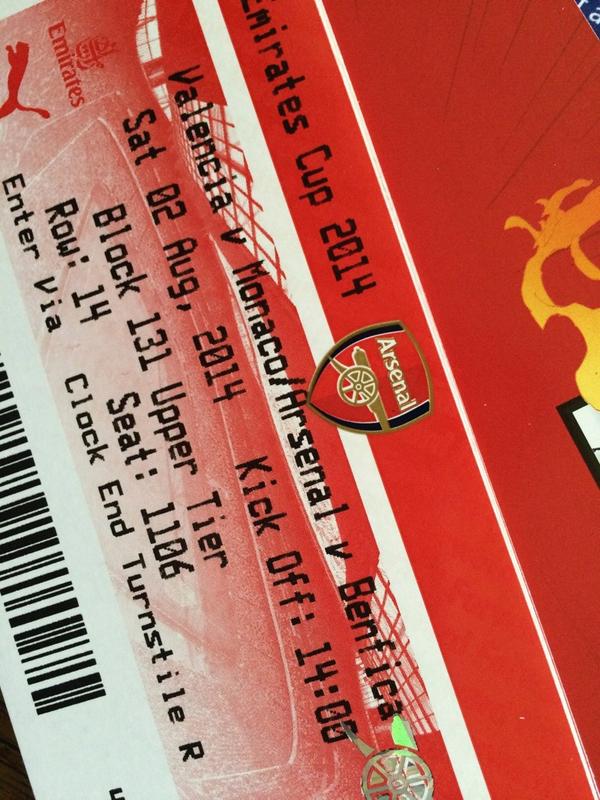 Emirates Cup 2014
Arsenal
Emirates
Valencia v Monaco/Arsenal v Benfica
Sat 02 Aug, 2014 Kick Off: 14:00
Block 131 Upper Tier
Row: 14 Seat: 1106
Enter Via Clock End Turnstile R